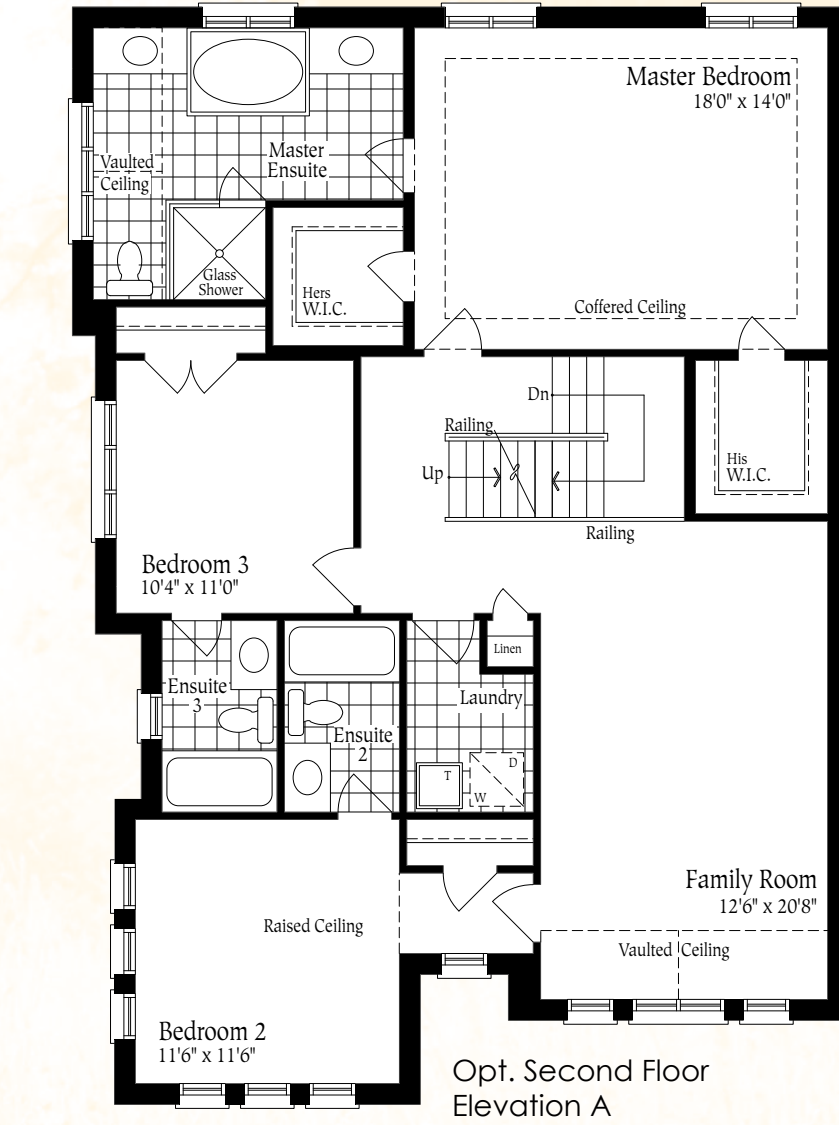 Master Bedroom
18'0" x 14'0"
Master
Ensuite
Vaulted
Ceiling
Glass
Shower
Hers
W.I.C.
Coffered Ceiling
Dn
Railing
Up
His
W.I.C.
Railing
Bedroom 3
10'4" x 11'0"
Linen
Ensuite
3
Laundry
Ensuite
2
T
D
W
Family Room
12'6" x 20'8"
Raised Ceiling
Vaulted Ceiling
Bedroom 2
11'6" x 11'6"
Opt. Second Floor
Elevation A